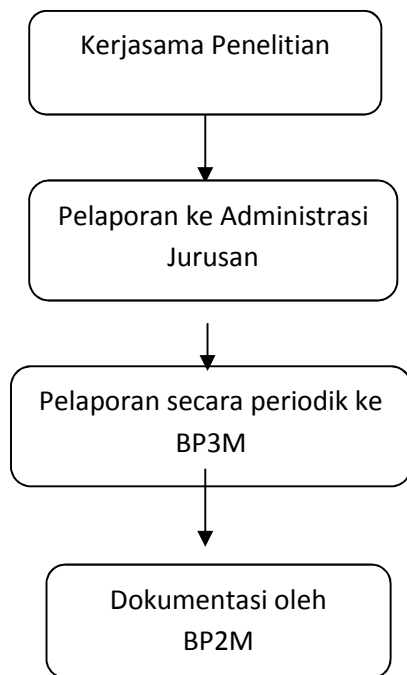 Kerjasama Penelitian
Pelaporan ke Administrasi
Jurusan
Pelaporan secara periodik ke
BP3M
Dokumentasi oleh
BP2M